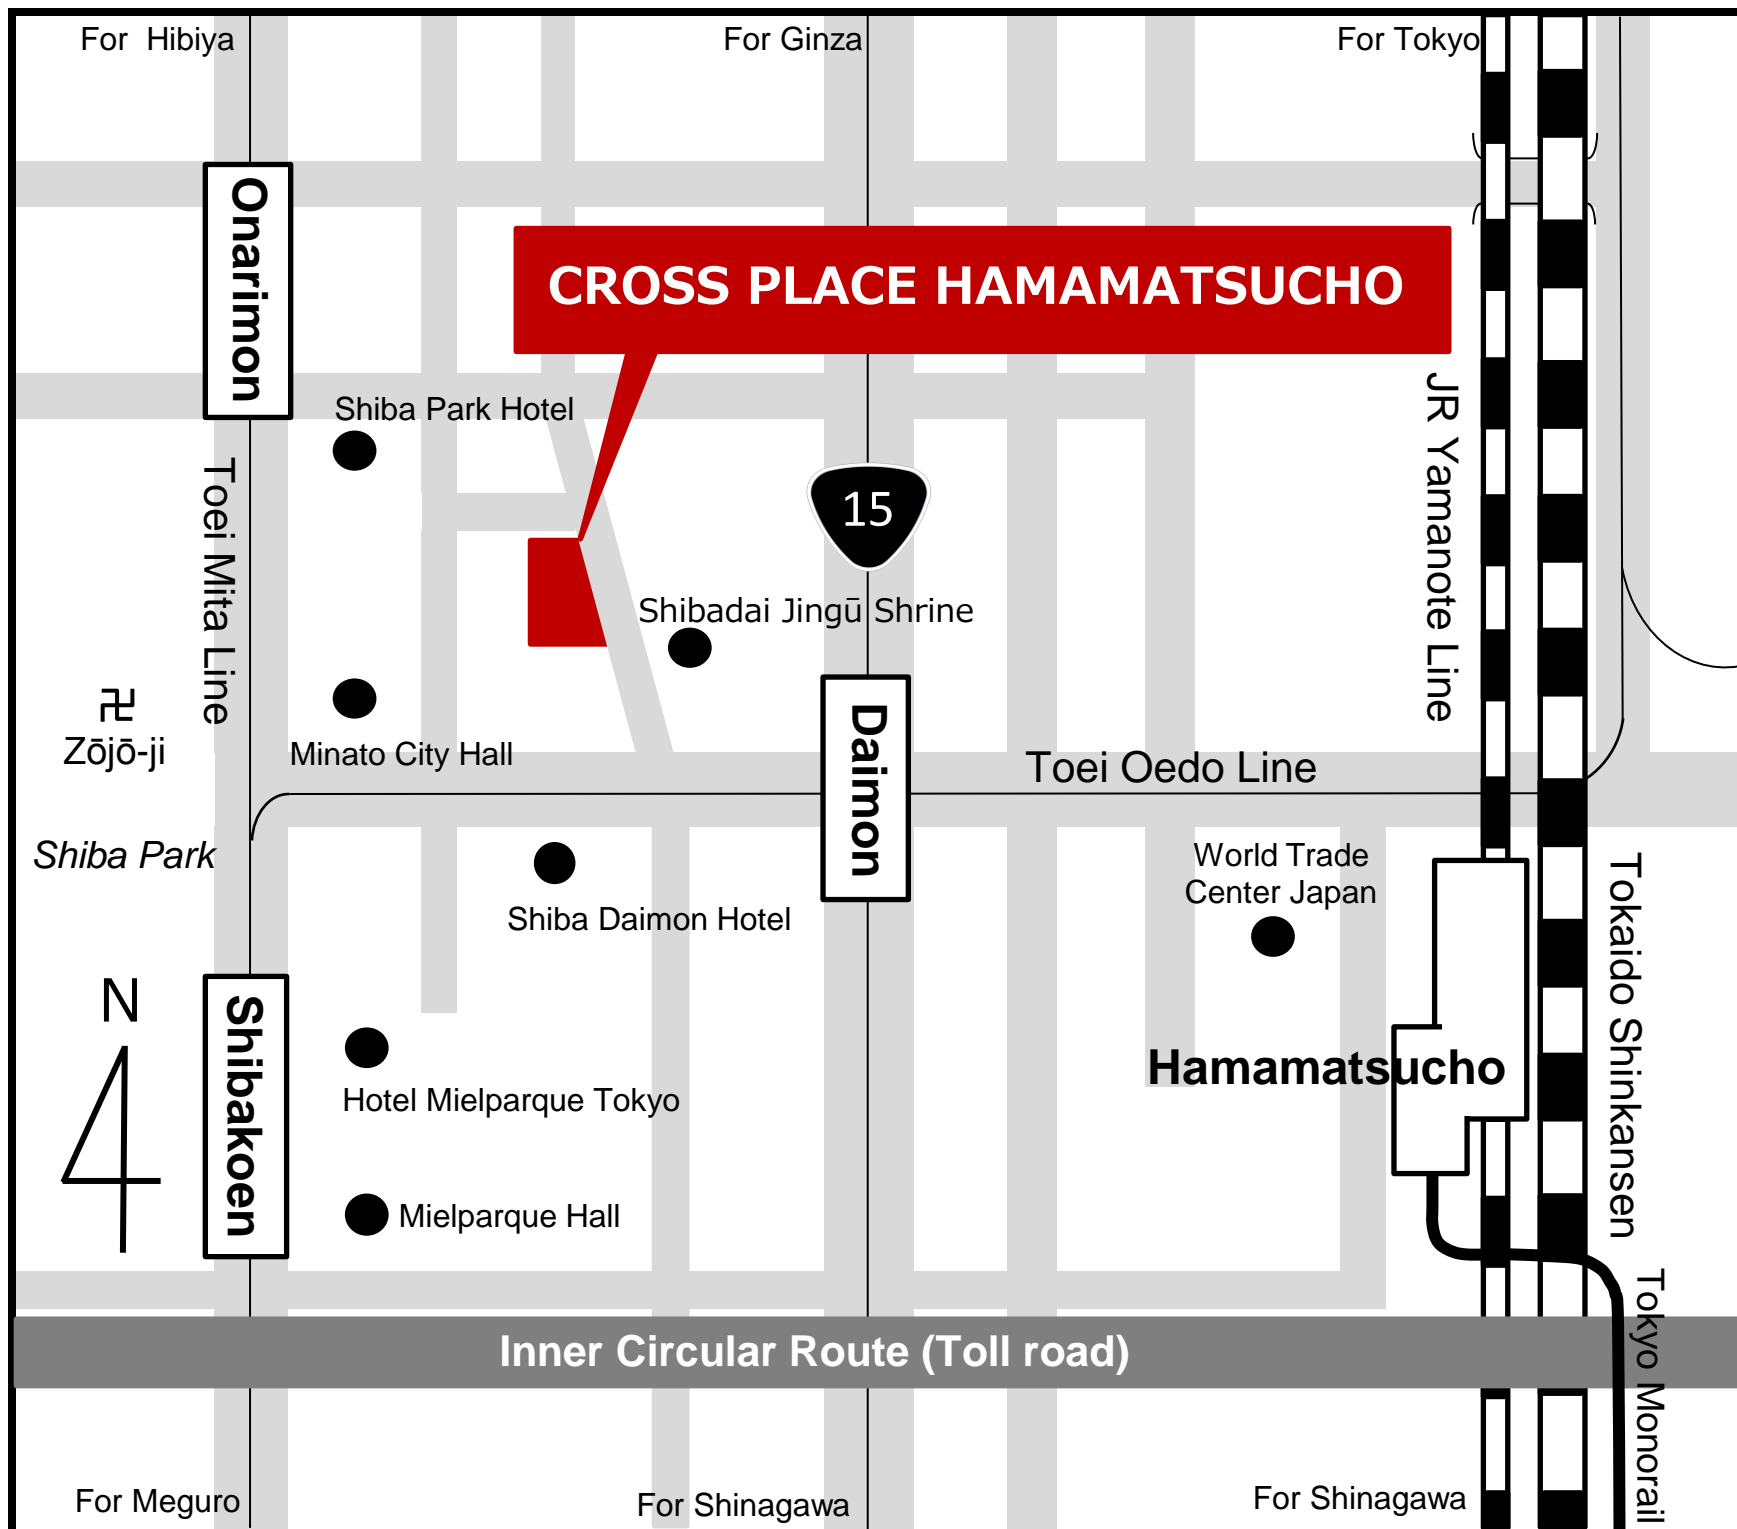 For Hibiya
For Ginza
For Tokyo
Onarimon
CROSS PLACE HAMAMATSUCHO
Shiba Park Hotel
JR Yamanote Line
Toei Mita Line
15
Shibadai Jingū Shrine
卍
Zōjō-ji
Minato City Hall
Daimon
Toei Oedo Line
Shiba Park
Shiba Daimon Hotel
World Trade
Center Japan
Tokaido Shinkansen
N
Shibakoen
Hamamatsucho
Hotel Mielparque Tokyo
Mielparque Hall
Tokyo Monorail
Inner Circular Route (Toll road)
For Meguro
For Shinagawa
For Shinagawa